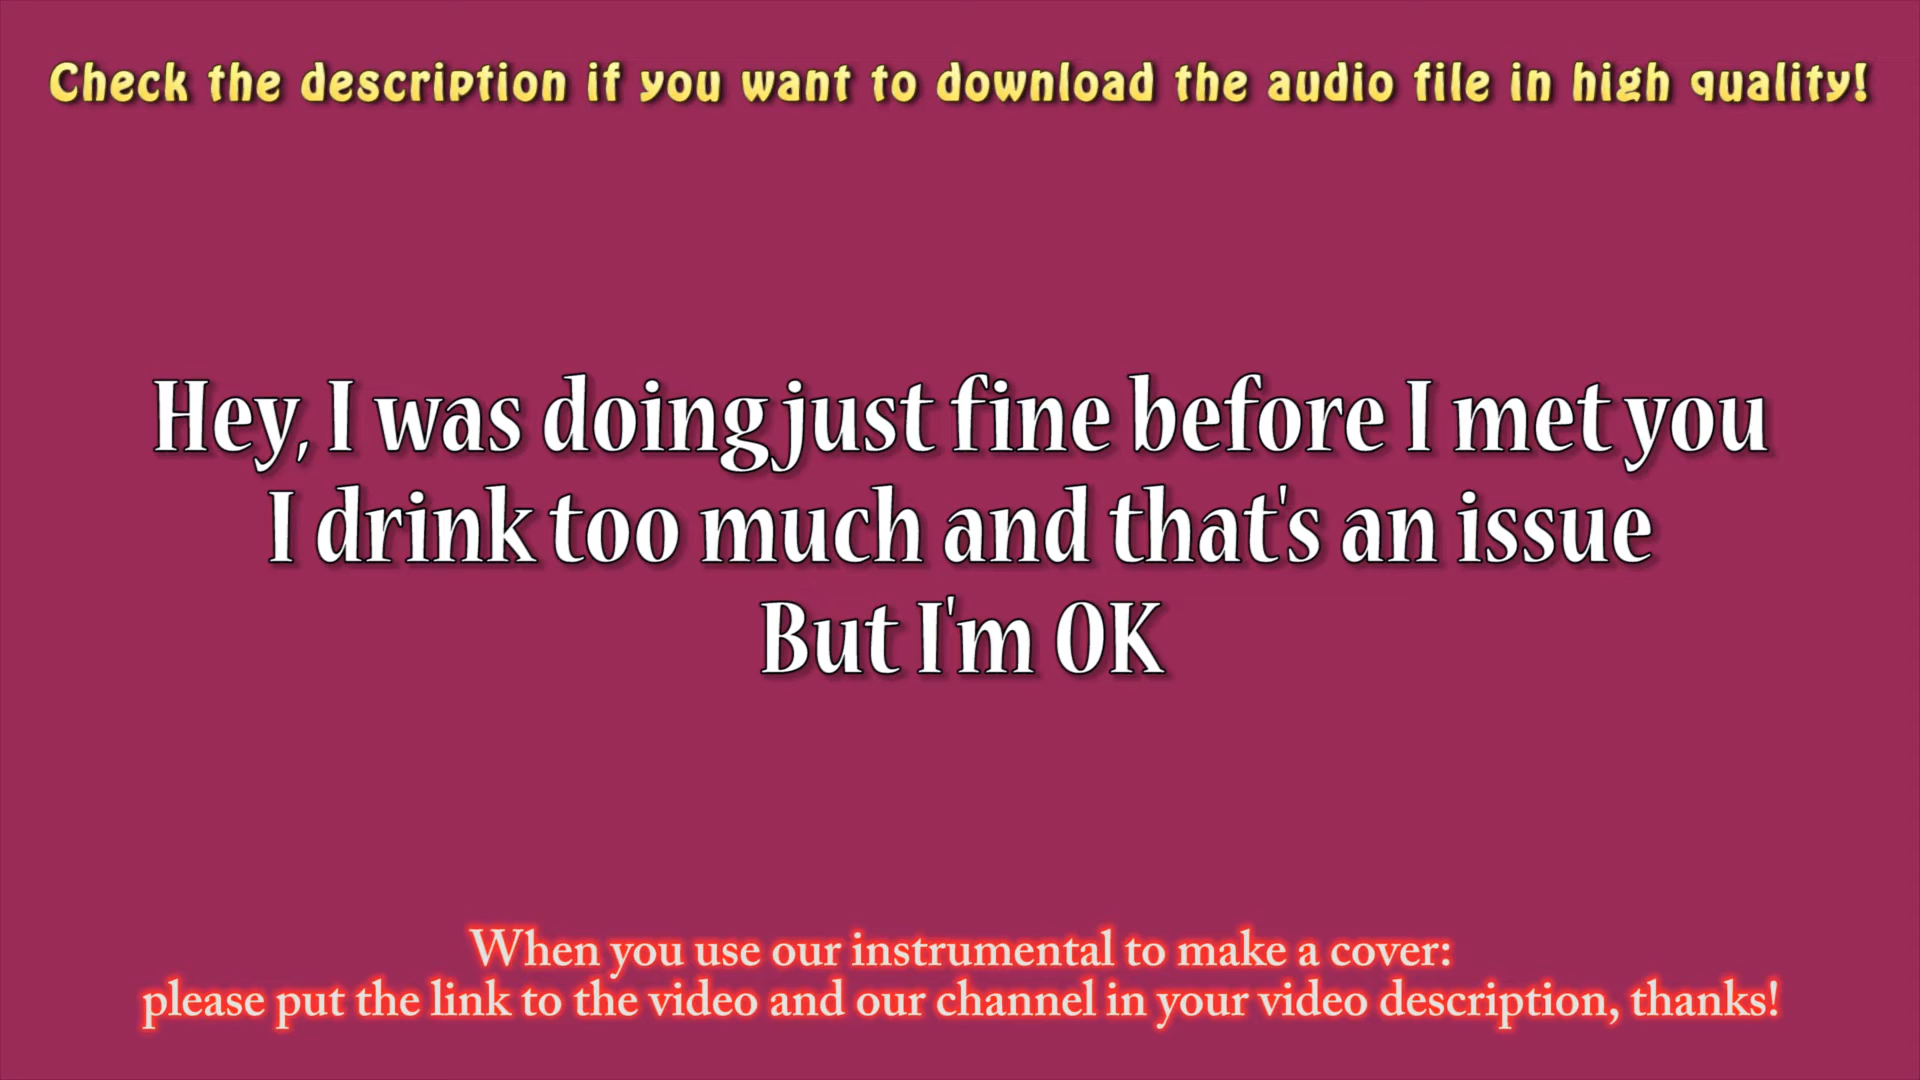 Check the description if you want to download the audio file in high quality!
Hey, I was doing just fine before I met you
I drink too much and that's an issue
But I'm OK
When you use our instrumental to make a cover:
please put the link to the video and our channel in your video description, thanks!